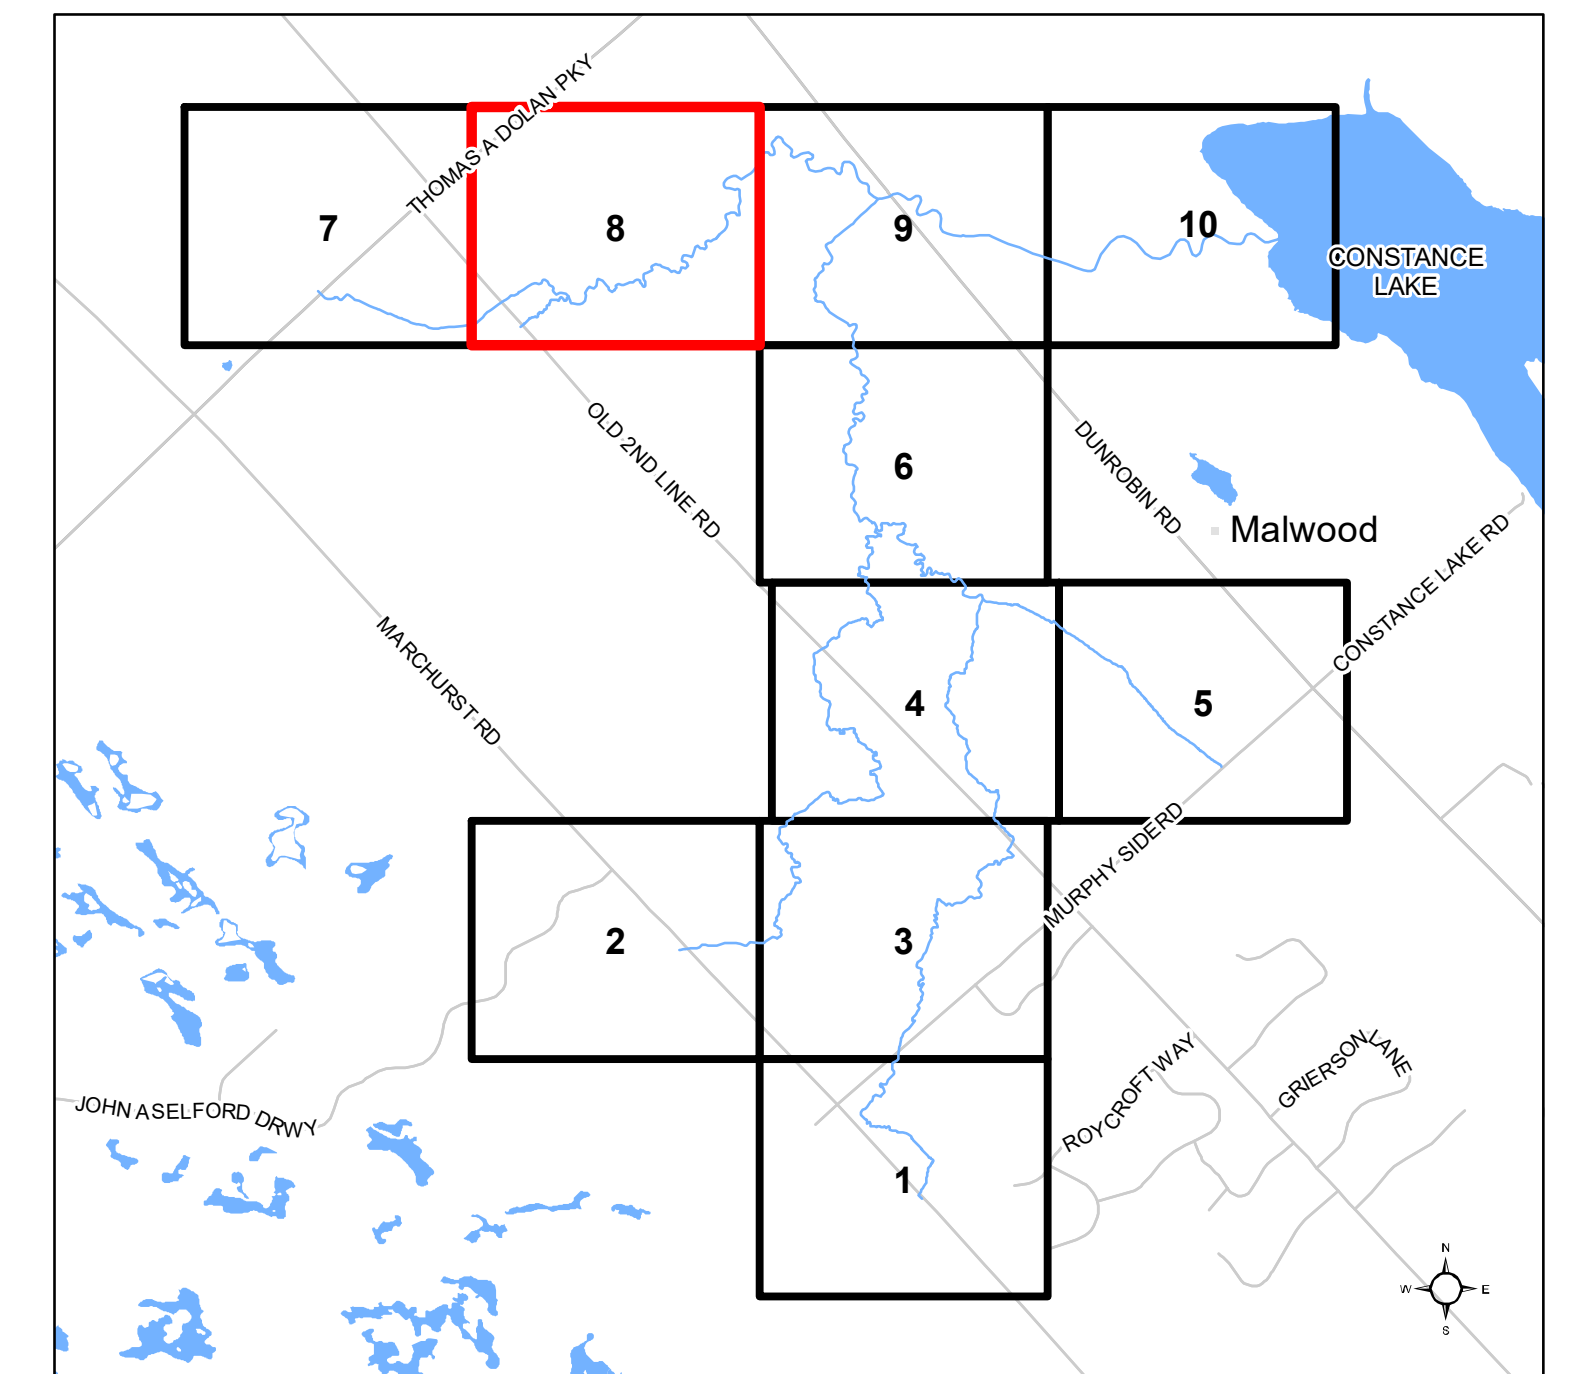 THOMAS A DOLAN PKY
7
8
9
10
CONSTANCE
LAKE
OLD 2ND LINE RD
DUNROBIN RD
6
Malwood
CONSTANCE LAKE RD
MARCHURST RD
4
5
MURPHY SIDERD
2
3
ROYCROFT WAY
GRIERSON LANE
JOHN ASELFORD DRWY
1
N
W
E
S